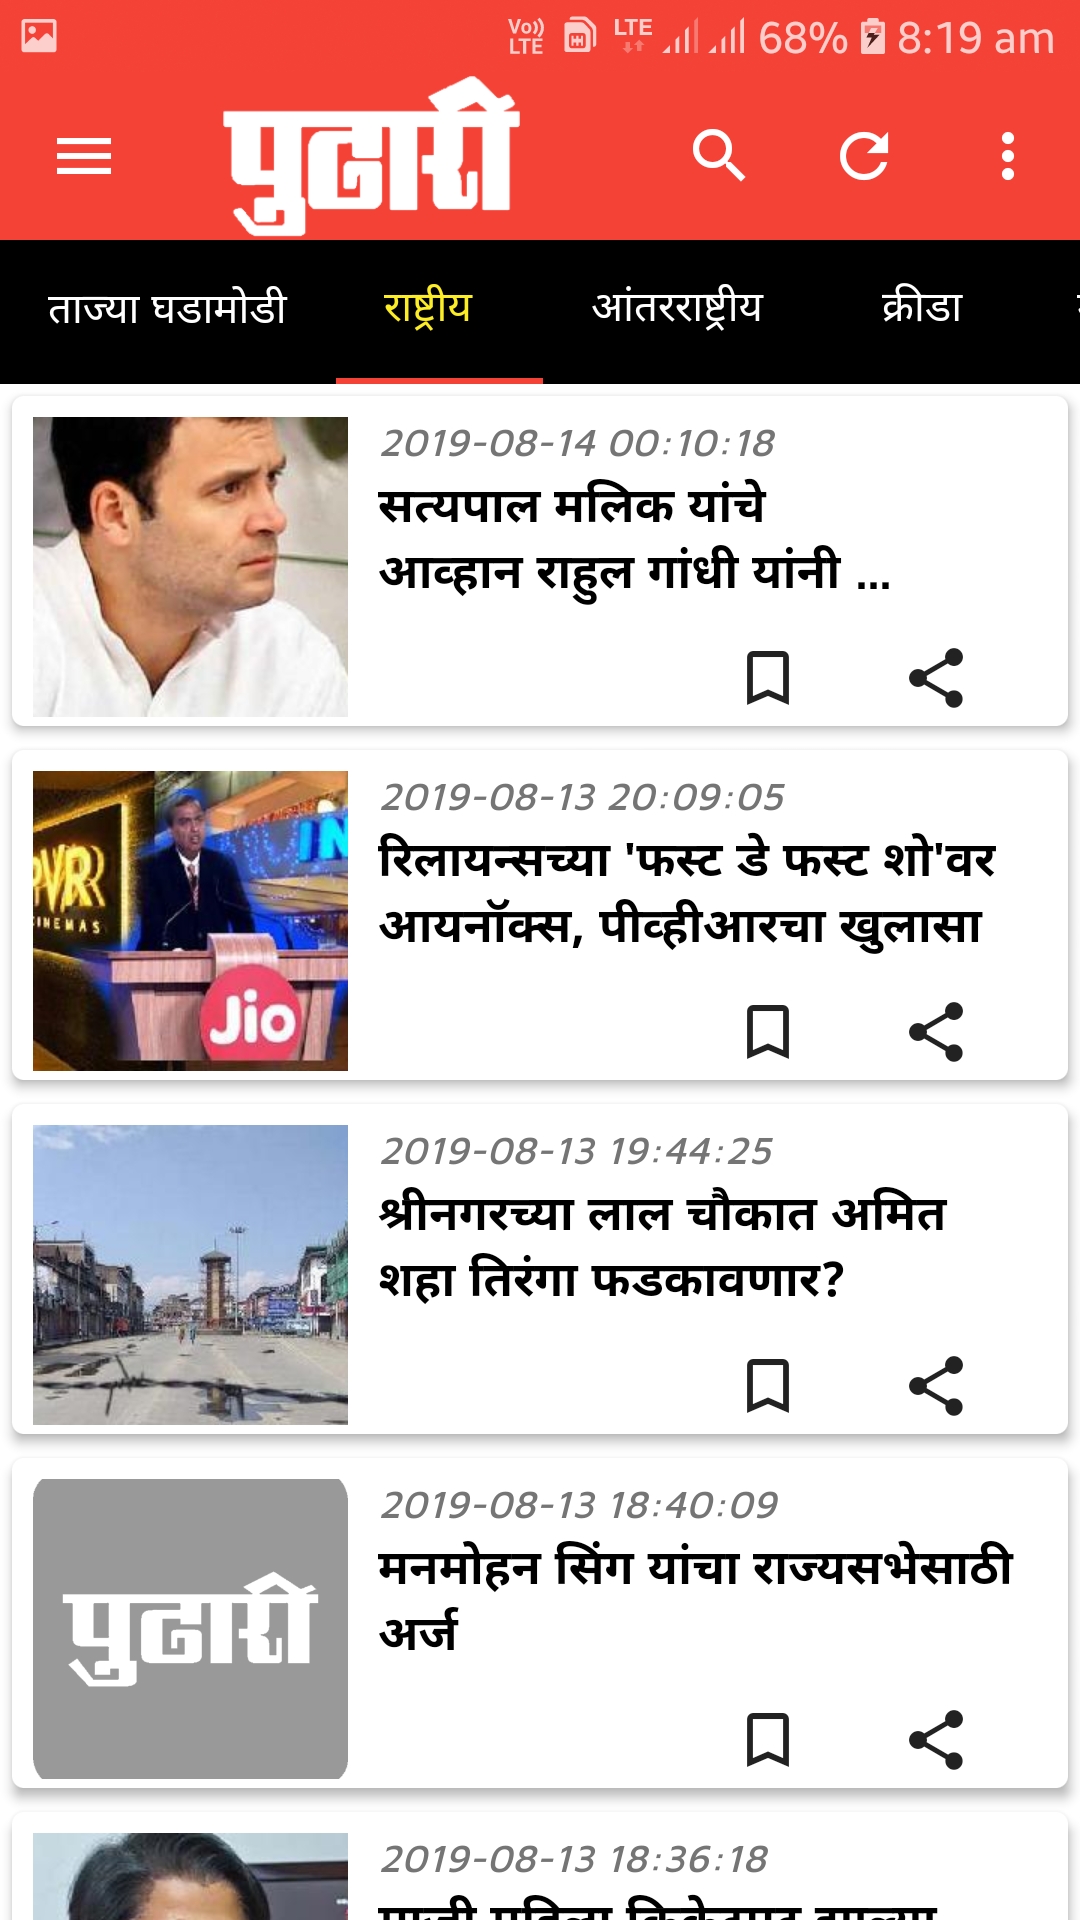 Vo)) LTE LTE 68% 8:19 am
पुढारी
ताज्या घडामोडी राष्ट्रीय आंतरराष्ट्रीय क्रीडा
2019-08-14 00:10:18
सत्यपाल मलिक यांचे
आव्हान राहुल गांधी यांनी ...
2019-08-13 20:09:05
रिलायन्सच्या 'फस्ट डे फस्ट शो'वर
आयनॉक्स, पीव्हीआरचा खुलासा
PVR
CINEMAS
IN
Jio
2019-08-13 19:44:25
श्रीनगरच्या लाल चौकात अमित
शहा तिरंगा फडकावणार?
2019-08-13 18:40:09
मनमोहन सिंग यांचा राज्यसभेसाठी
अर्ज
पुढारी
2019-08-13 18:36:18